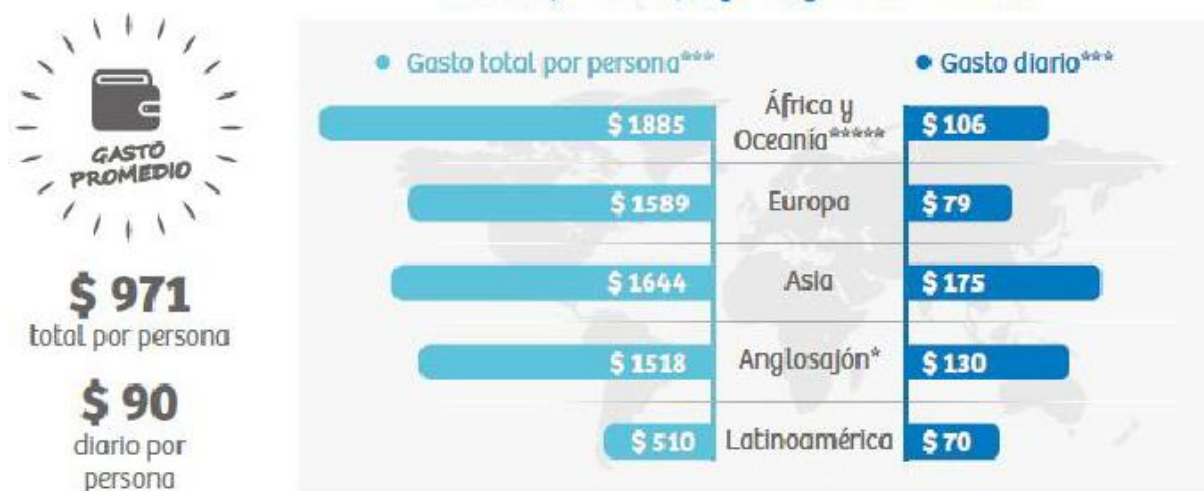 GASTO
PROMEDIO
$ 971
total por persona
$ 90
diario por
persona
Gasto total por persona***
Gasto diario***
$ 1885
África y
Oceanía*****
$ 106
$ 1589
Europa
$ 79
$ 1644
Asia
$ 175
$ 1518
Anglosajón*
$ 130
$ 510
Latinoamérica
$ 70